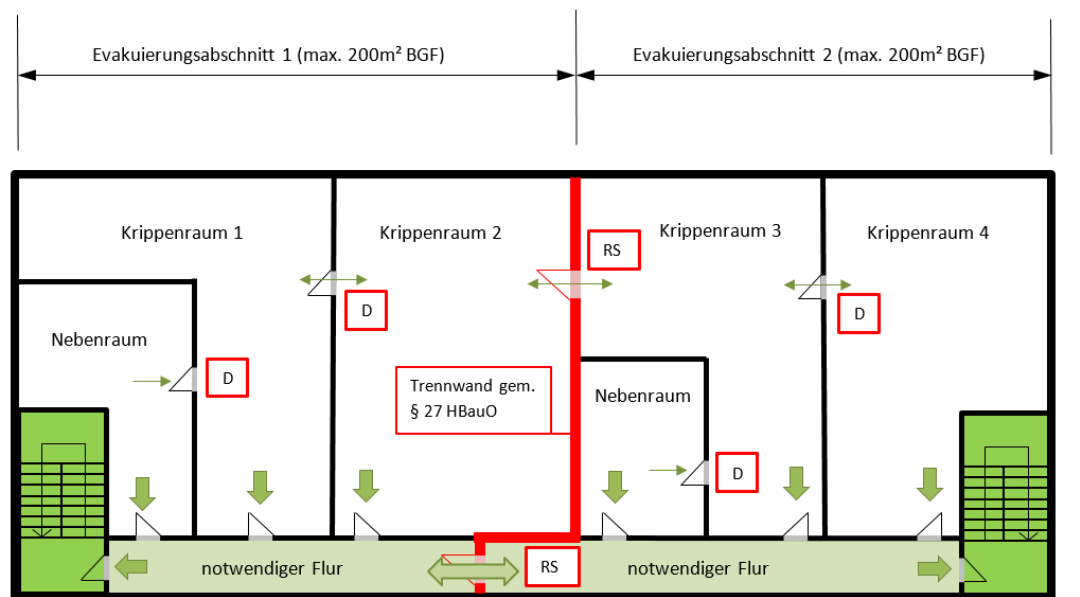 Evakuierungsabschnitt 1 (max. 200m² BGF)
Evakuierungsabschnitt 2 (max. 200m² BGF)
Krippenraum 1
Krippenraum 2
Krippenraum 3
Krippenraum 4
RS
D
D
Nebenraum
D
Trennwand gem.
§ 27 HBauO
Nebenraum
D
notwendiger Flur
RS
notwendiger Flur